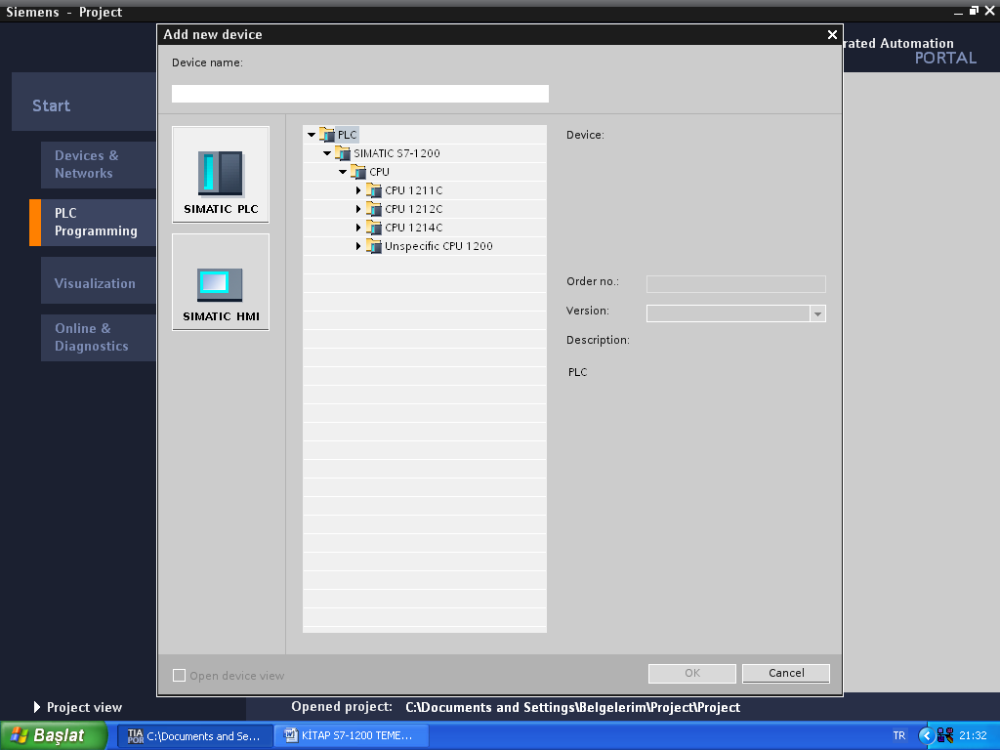 Siemens - Project
Add new device
rated Automation
PORTAL
Device name:
Start
Devices &
Networks
PLC
Programming
Visualization
Online &
Diagnostics
SIMATIC PLC
SIMATIC HMI
PLC
SIMATIC S7-1200
CPU
CPU 1211C
CPU 1212C
CPU 1214C
Unspecific CPU 1200
Device:
Order no.:
Version:
Description:
PLC
Open device view
OK
Cancel
Project view
Opened project: C:\Documents and Settings\Belgelerim\Project\Project
Başlat
TIA
POR
C:\Documents and Se...
KİTAP S7-1200 TEME...
TR
21:32